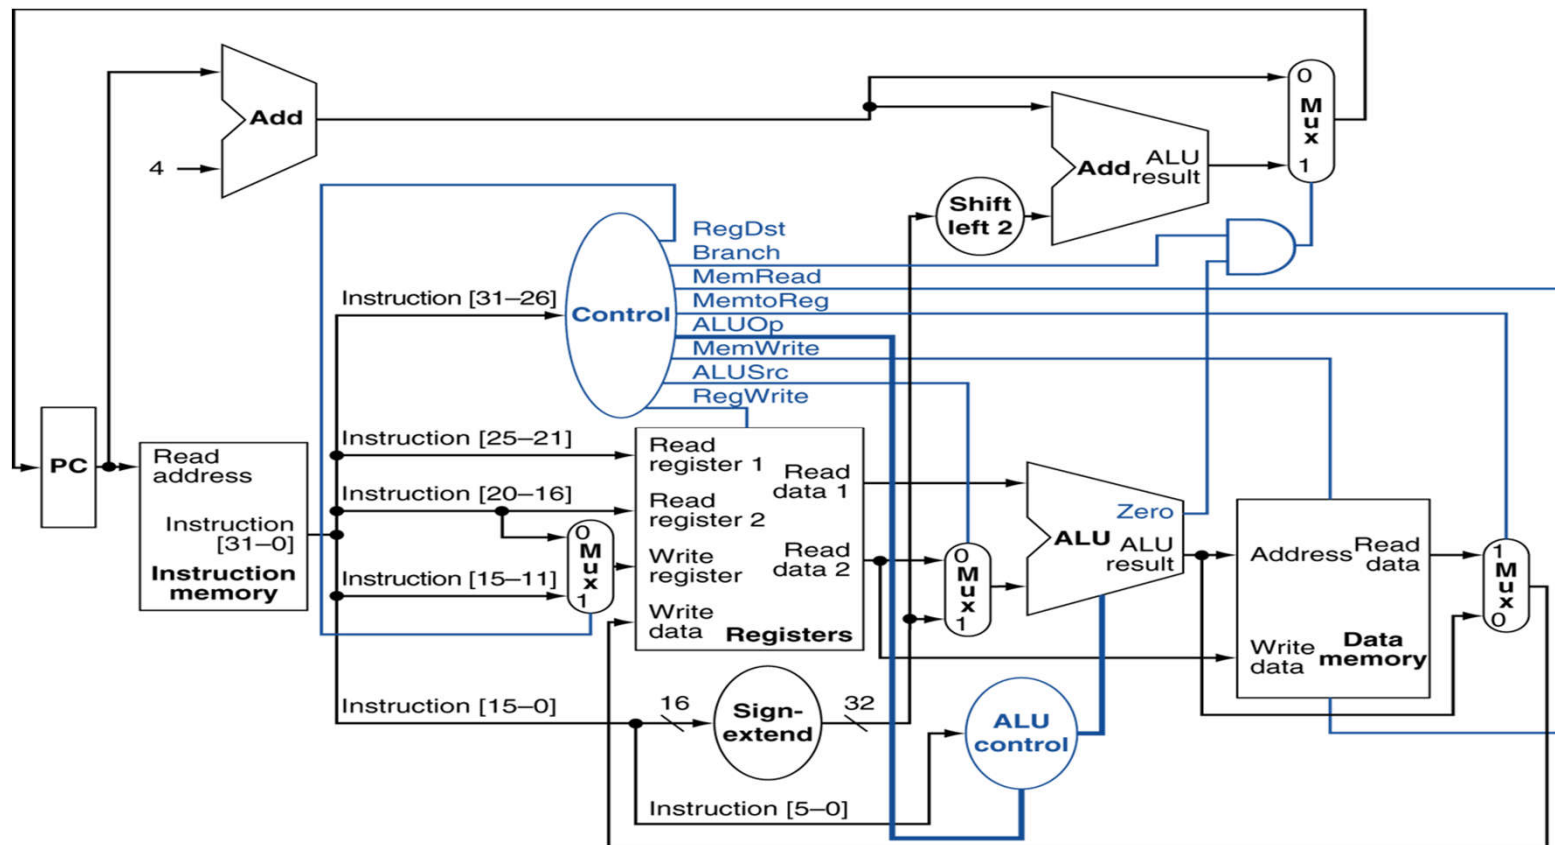 0
M
u
x
1
Add
4
Add
ALU
result
Shift
left 2
RegDst
Branch
MemRead
MemtoReg
ALUOp
MemWrite
ALUSrc
RegWrite
Control
Instruction [31–26]
PC
Read
address
Instruction
[31–0]
Instruction
memory
Instruction [25–21]
Instruction [20–16]
Instruction [15–11]
0
M
u
x
1
Read
register 1
Read
register 2
Write
register
Write
data
Read
data 1
Read
data 2
Registers
0
M
u
x
1
Zero
ALU
ALU
result
Address
Read
data
Write
data
Data
memory
1
M
u
x
0
Instruction [15–0]
16
Sign-
extend
32
ALU
control
Instruction [5–0]